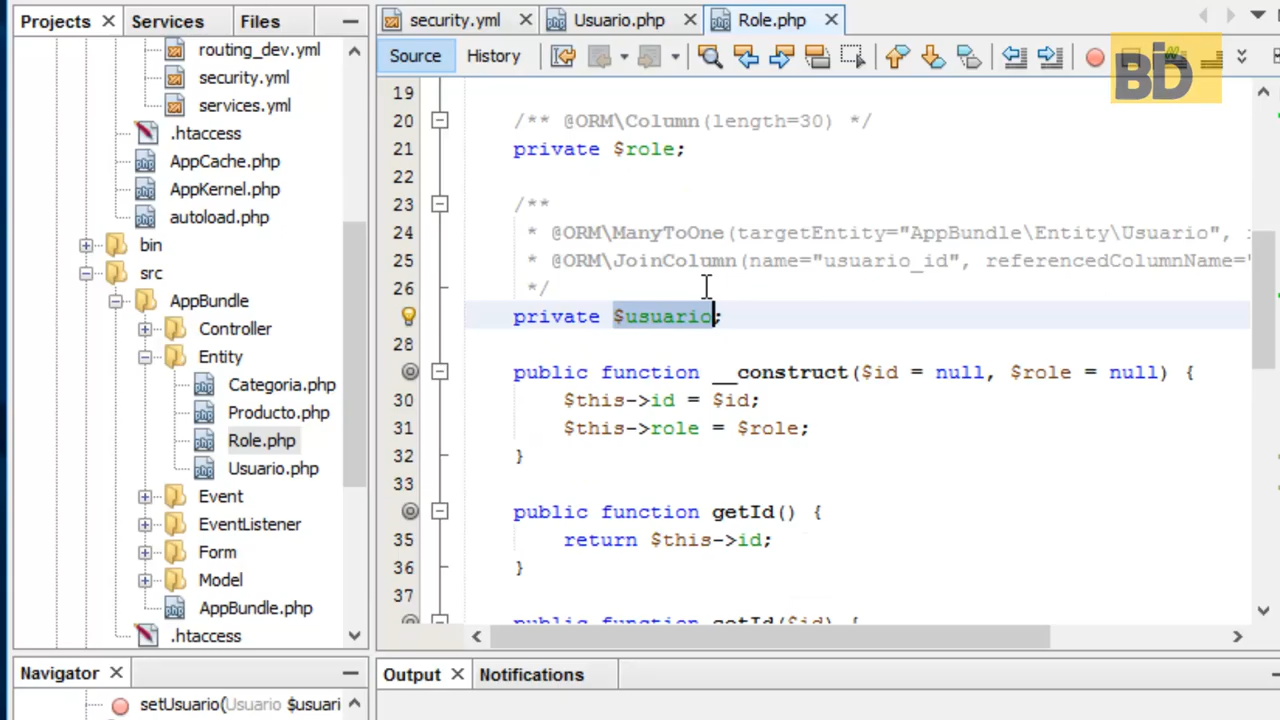 Projects
Services
Files
routing_dev.yml
security.yml
services.yml
.htaccess
AppCache.php
AppKernel.php
autoload.php
bin
src
AppBundle
Controller
Entity
Categoria.php
Producto.php
Role.php
Usuario.php
Event
EventListener
Form
Model
AppBundle.php
.htaccess
Navigator
setUsuario(Usuario $usuari
security.yml
Usuario.php
Role.php
Source
History
BD
19
20 /** @ORM\Column(length=30) */
21 private $role;
22
23 /**
24 * @ORM\ManyToOne(targetEntity="AppBundle\Entity\Usuario",
25 * @ORM\JoinColumn(name="usuario_id", referencedColumnName="
26 */
private $usuario;
28
public function __construct($id = null, $role = null) {
30 $this->id = $id;
31 $this->role = $role;
32 }
33
public function getId() {
35 return $this->id;
36 }
37
public function setId($id) {
Output
Notifications